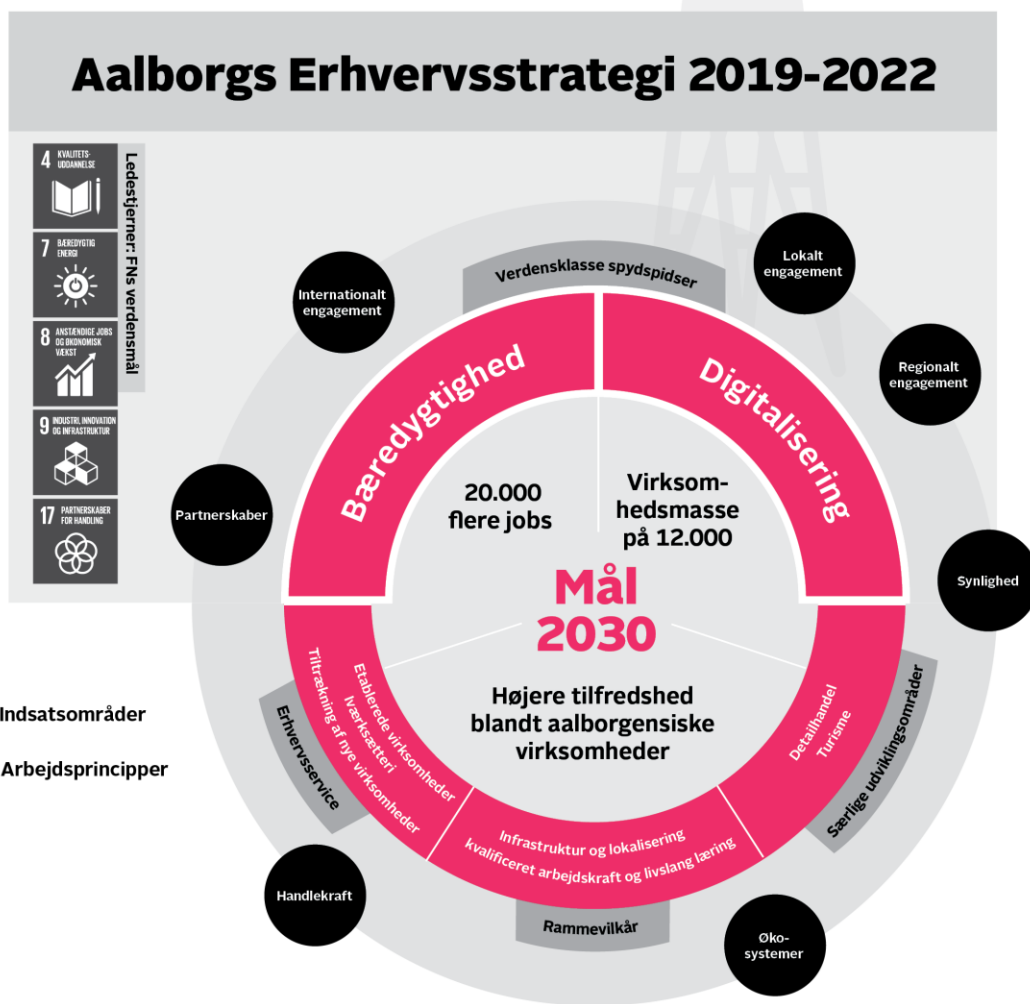 Aalborgs Erhvervsstrategi 2019-2022
4 KVALITETS-
UDDANNELSE
7 BÆREDYGTIG
ENERGI
8 ANSTÆNDIGE JOBS
OG ØKONOMISK
VÆKST
9 INDUSTRI, INNOVATION
OG INFRASTRUKTUR
17 PARTNERSKABER
FOR HANDLING
Ledestjerner: FNs verdensmål
Internationalt
engagement
Verdensklasse spydspidser
Lokalt
engagement
Regionalt
engagement
Partnerskaber
Synlighed
Bæredygtighed
Digitalisering
20.000
flere jobs
Virksom-
hedsmasse
på 12.000
Mål
2030
Højere tilfredshed
blandt aalborgensiske
virksomheder
Etablerede virksomheder
Iværksætteri
Tiltrækning af nye virksomheder
Erhvervsservice
Infrastruktur og lokalisering
kvalificeret arbejdskraft og livslang læring
Rammevilkår
Detailhandel
Turisme
Særlige udviklingsområder
Indsatsområder
Arbejdsprincipper
Handlekraft
Øko-
systemer